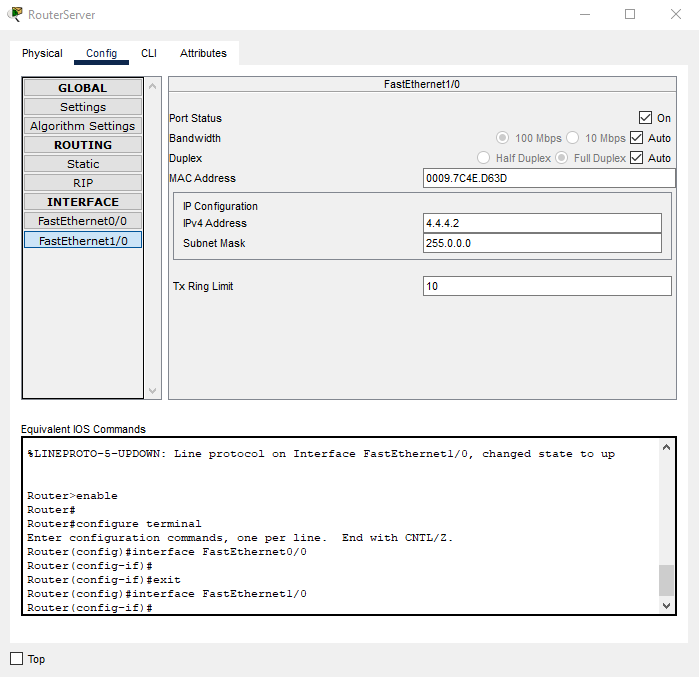 RouterServer
Physical Config CLI Attributes
GLOBAL
Settings
Algorithm Settings
ROUTING
Static
RIP
INTERFACE
FastEthernet0/0
FastEthernet1/0
FastEthernet1/0
Port Status On
Bandwidth 100 Mbps 10 Mbps Auto
Duplex Half Duplex Full Duplex Auto
MAC Address 0009.7C4E.D63D
IP Configuration
IPv4 Address 4.4.4.2
Subnet Mask 255.0.0.0
Tx Ring Limit 10
Equivalent IOS Commands
%LINEPROTO-5-UPDOWN: Line protocol on Interface FastEthernet1/0, changed state to up
Router>enable
Router#
Router#configure terminal
Enter configuration commands, one per line.  End with CNTL/Z.
Router(config)#interface FastEthernet0/0
Router(config-if)#
Router(config-if)#exit
Router(config)#interface FastEthernet1/0
Router(config-if)#
Top